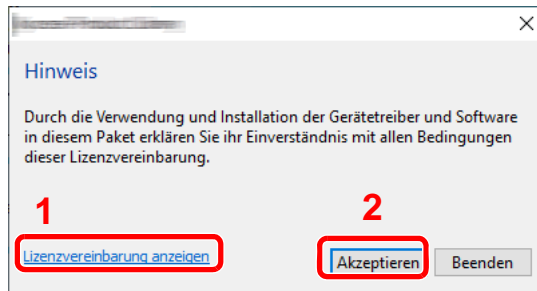 Hinweis
Durch die Verwendung und Installation der Gerätetreiber und Software
in diesem Paket erklären Sie ihr Einverständnis mit allen Bedingungen
dieser Lizenzvereinbarung.
1
2
Lizenzvereinbarung anzeigen
Akzeptieren
Beenden